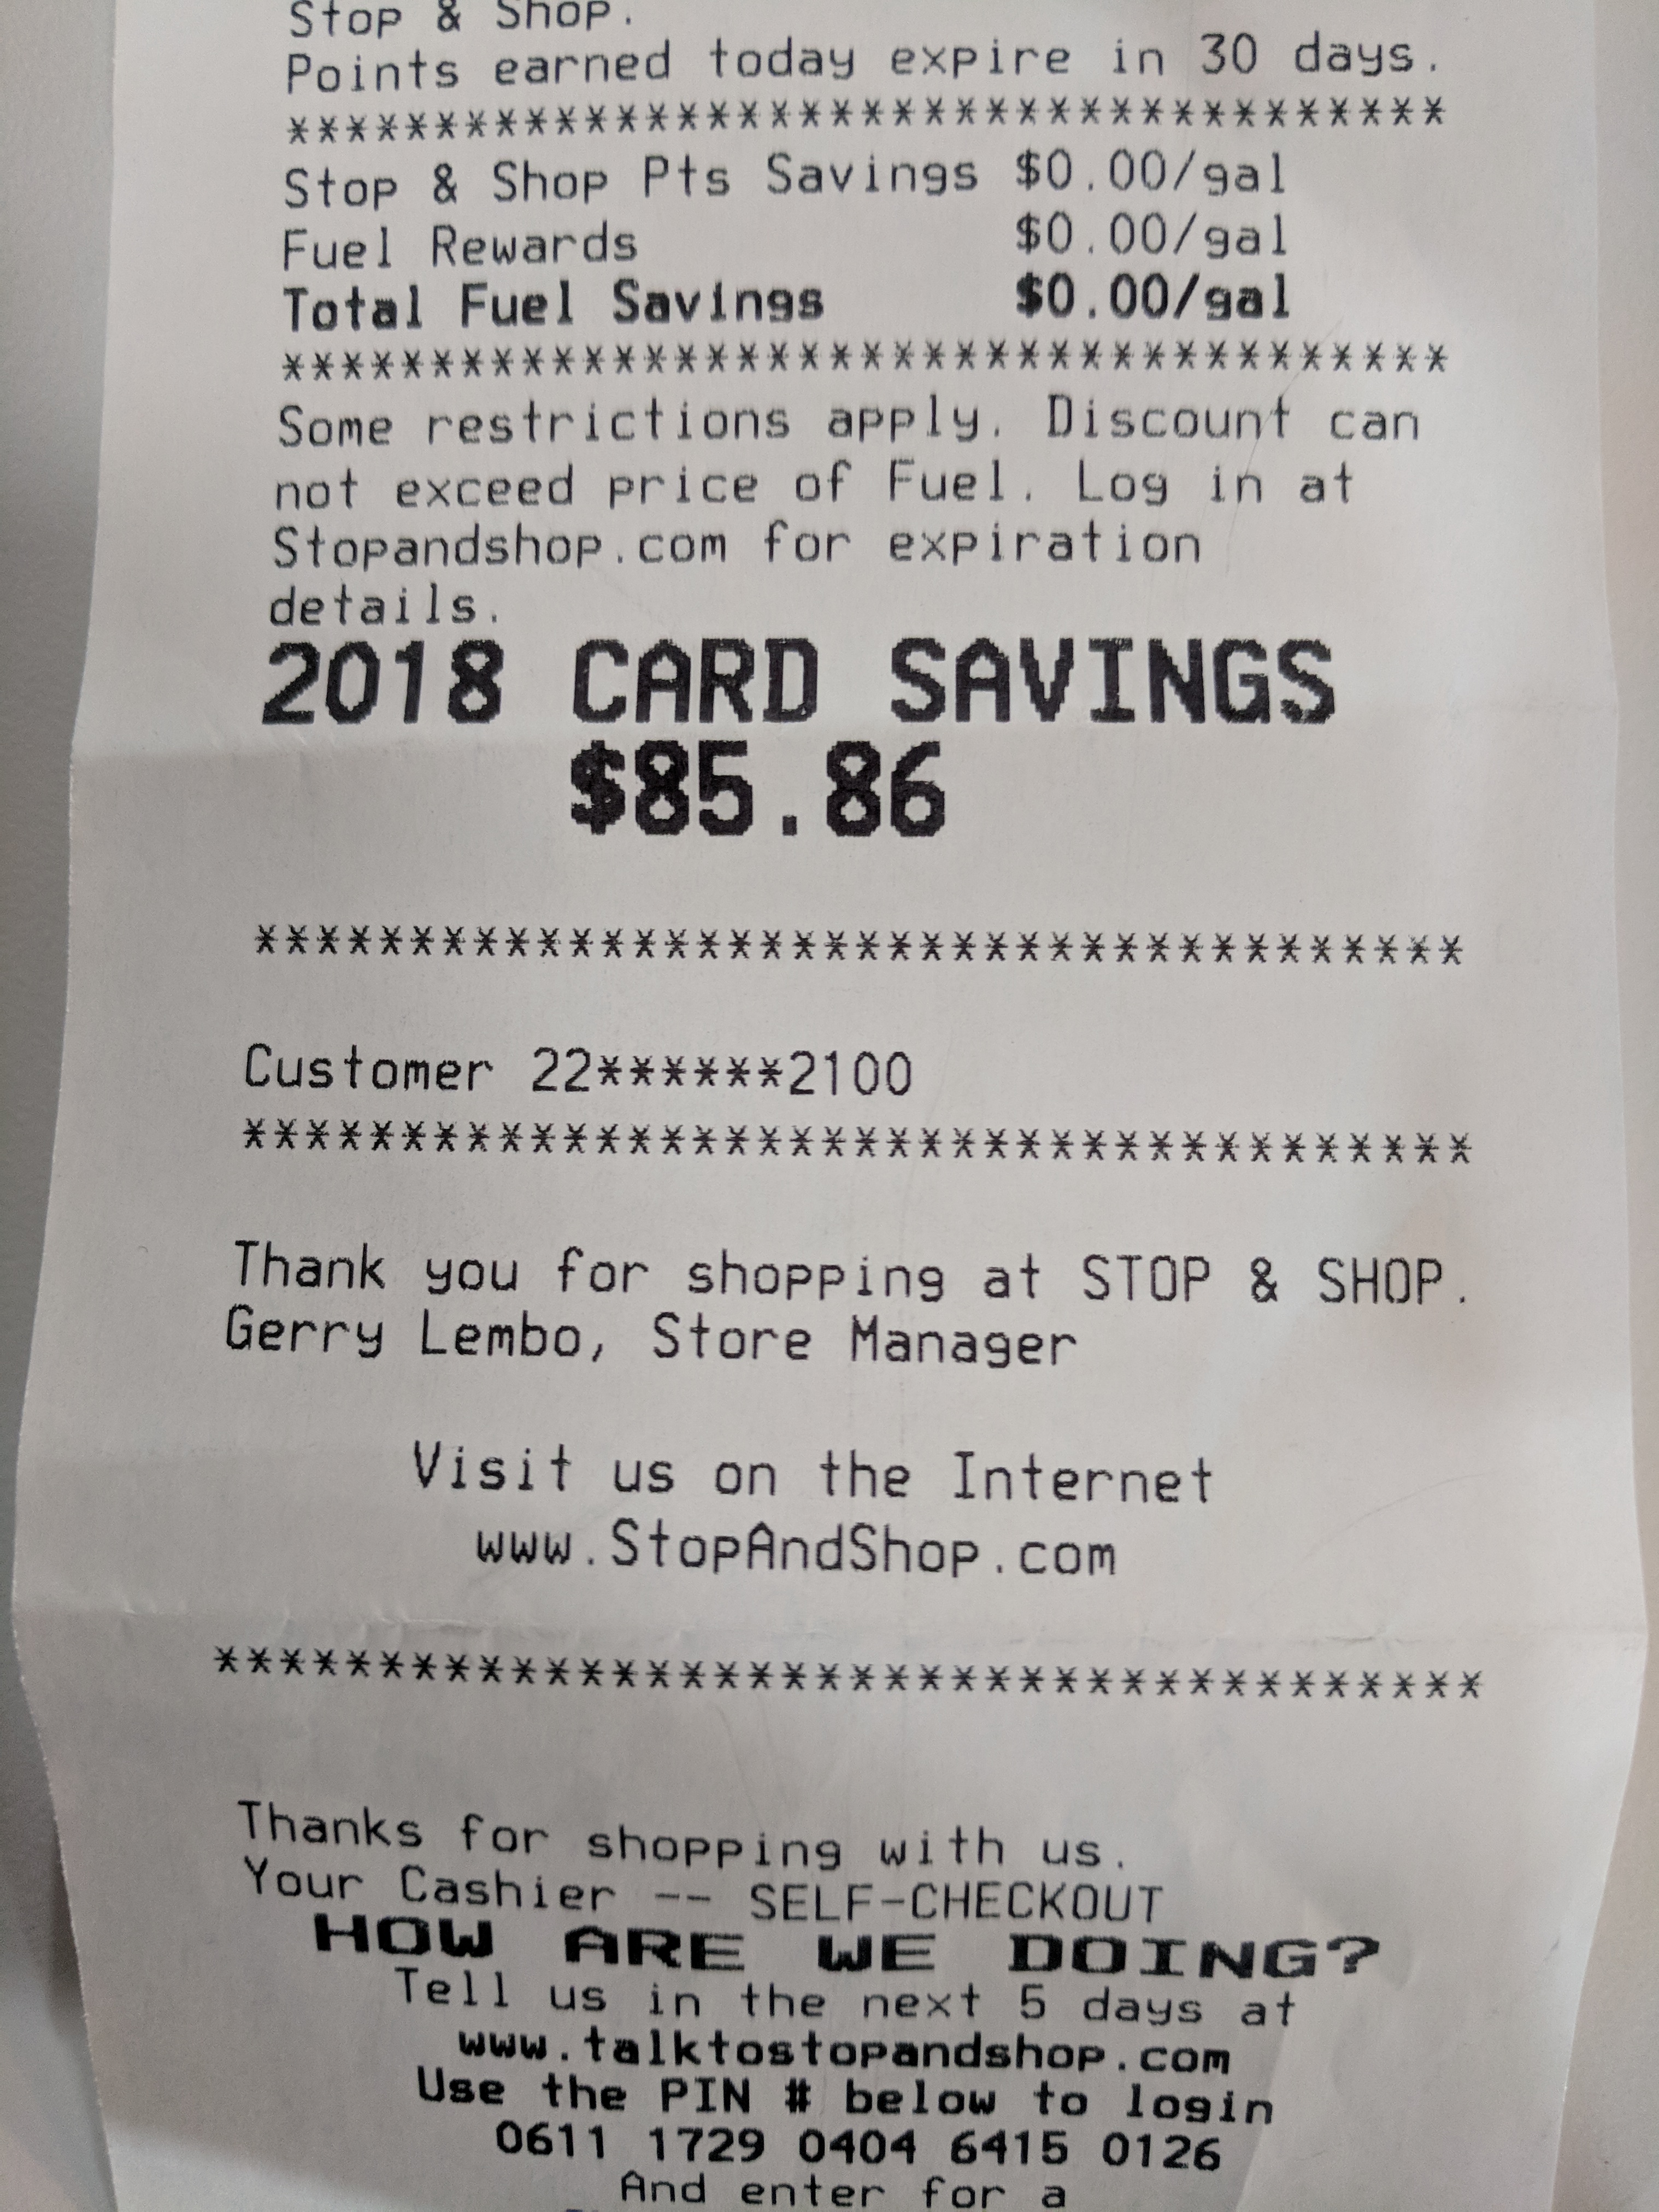 Stop & Shop.
Points earned today expire in 30 days.
**************************************
Stop & Shop Pts Savings $0.00/gal
Fuel Rewards $0.00/gal
Total Fuel Savings $0.00/gal
**************************************
Some restrictions apply. Discount can
not exceed price of Fuel. Log in at
Stopandshop.com for expiration
details.
2018 CARD SAVINGS
$85.86
**************************************
Customer 22******2100
**************************************
Thank you for shopping at STOP & SHOP.
Gerry Lembo, Store Manager
Visit us on the Internet
www.StopAndShop.com
**************************************
Thanks for shopping with us.
Your Cashier -- SELF-CHECKOUT
HOW ARE WE DOING?
Tell us in the next 5 days at
www.talktostopandshop.com
Use the PIN # below to login
0611 1729 0404 6415 0126
And enter for a